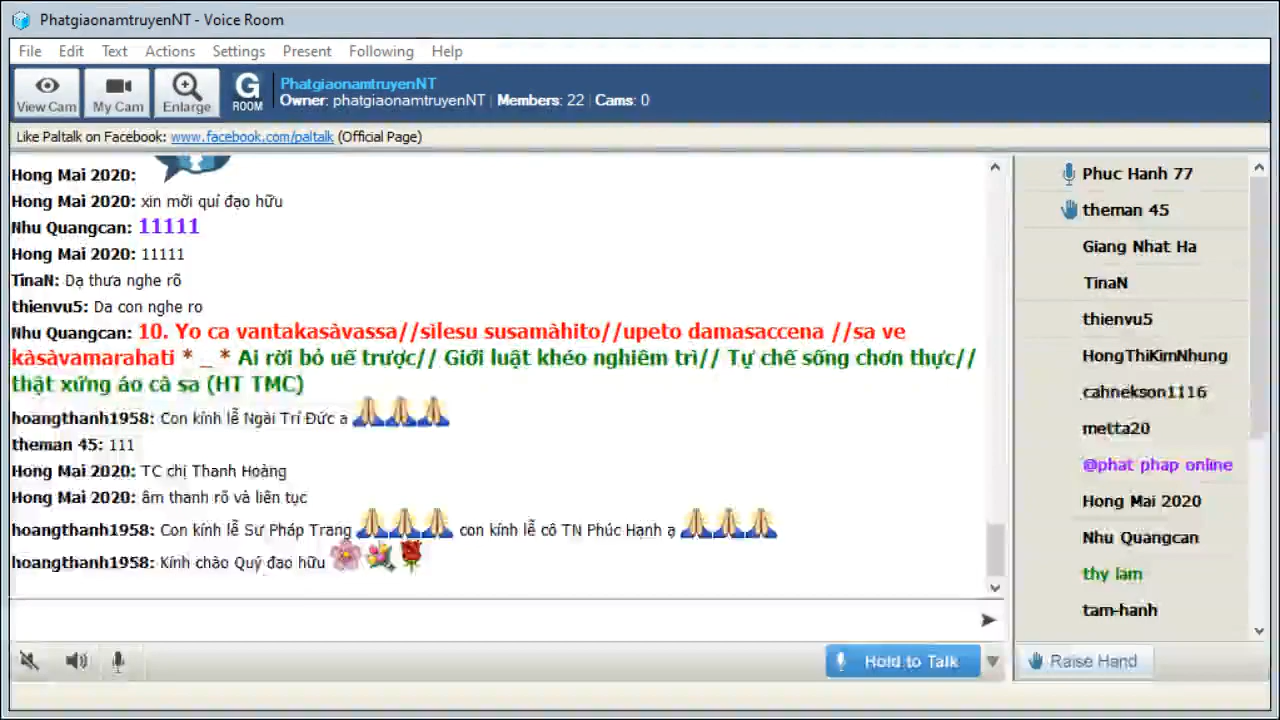 PhatgiaonamtruyenNT - Voice Room
File Edit Text Actions Settings Present Following Help
View Cam My Cam Enlarge G ROOM
PhatgiaonamtruyenNT
Owner: phatgiaonamtruyenNT | Members: 22 | Cams: 0
Like Paltalk on Facebook: www.facebook.com/paltalk (Official Page)
Hong Mai 2020:
Hong Mai 2020: xin mời quí đạo hữu
Nhu Quangcan: 11111
Hong Mai 2020: 11111
TinaN: Dạ thưa nghe rõ
thienvu5: Da con nghe ro
Nhu Quangcan: 10. Yo ca vantakasàvassa//sìlesu susamàhito//upeto damasaccena //sa ve
kàsàvamarahati * _ * Ai rời bỏ uế trược// Giới luật khéo nghiêm trì// Tự chế sống chơn thực//
thật xứng áo cà sa (HT TMC)
hoangthanh1958: Con kính lễ Ngài Trí Đức ạ
theman 45: 111
Hong Mai 2020: TC chị Thanh Hoàng
Hong Mai 2020: âm thanh rõ và liên tục
hoangthanh1958: Con kính lễ Sư Pháp Trang con kính lễ cô TN Phúc Hạnh ạ
hoangthanh1958: Kính chào Quý đạo hữu
Phuc Hanh 77
theman 45
Giang Nhat Ha
TinaN
thienvu5
HongThiKimNhung
cahnekson1116
metta20
@phat phap online
Hong Mai 2020
Nhu Quangcan
thy lam
tam-hanh
Hold to Talk
Raise Hand